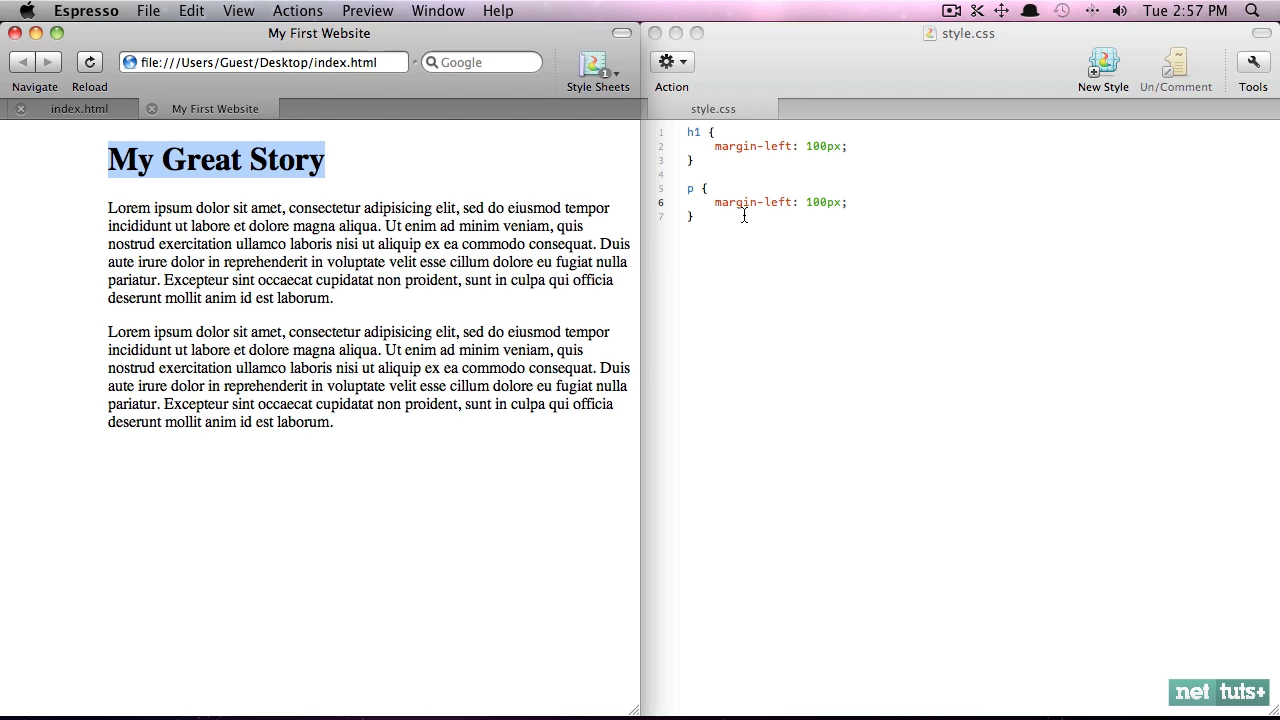 Espresso File Edit View Actions Preview Window Help Tue 2:57 PM
My First Website
file:///Users/Guest/Desktop/index.html
Google
1
Navigate Reload Style Sheets
index.html My First Website
My Great Story
Lorem ipsum dolor sit amet, consectetur adipisicing elit, sed do eiusmod tempor
incididunt ut labore et dolore magna aliqua. Ut enim ad minim veniam, quis
nostrud exercitation ullamco laboris nisi ut aliquip ex ea commodo consequat. Duis
aute irure dolor in reprehenderit in voluptate velit esse cillum dolore eu fugiat nulla
pariatur. Excepteur sint occaecat cupidatat non proident, sunt in culpa qui officia
deserunt mollit anim id est laborum.
Lorem ipsum dolor sit amet, consectetur adipisicing elit, sed do eiusmod tempor
incididunt ut labore et dolore magna aliqua. Ut enim ad minim veniam, quis
nostrud exercitation ullamco laboris nisi ut aliquip ex ea commodo consequat. Duis
aute irure dolor in reprehenderit in voluptate velit esse cillum dolore eu fugiat nulla
pariatur. Excepteur sint occaecat cupidatat non proident, sunt in culpa qui officia
deserunt mollit anim id est laborum.
style.css
Action New Style Un/Comment Tools
style.css
1 h1 {
2 margin-left: 100px;
3 }
4
5 p {
6 margin-left: 100px;
7 }
net tuts+